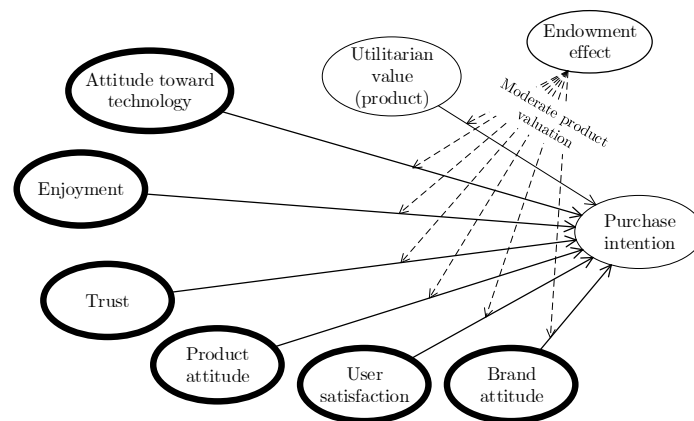 Endowment
effect
Utilitarian
value
(product)
Attitude toward
technology
Moderate product
valuation
Enjoyment
Purchase
intention
Trust
Product
attitude
User
satisfaction
Brand
attitude